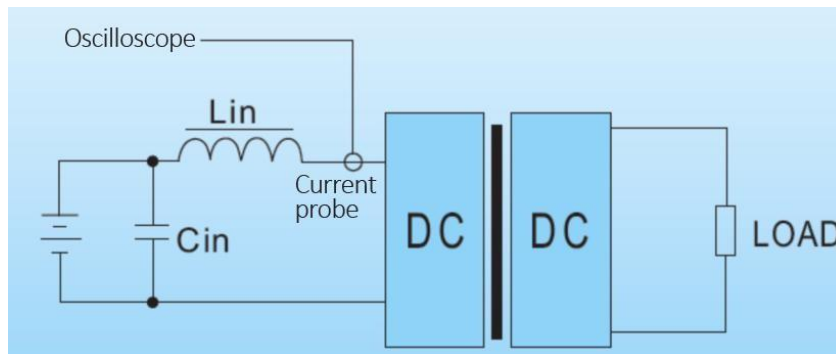 Oscilloscope
Lin
Current
probe
Cin
DC
DC
LOAD